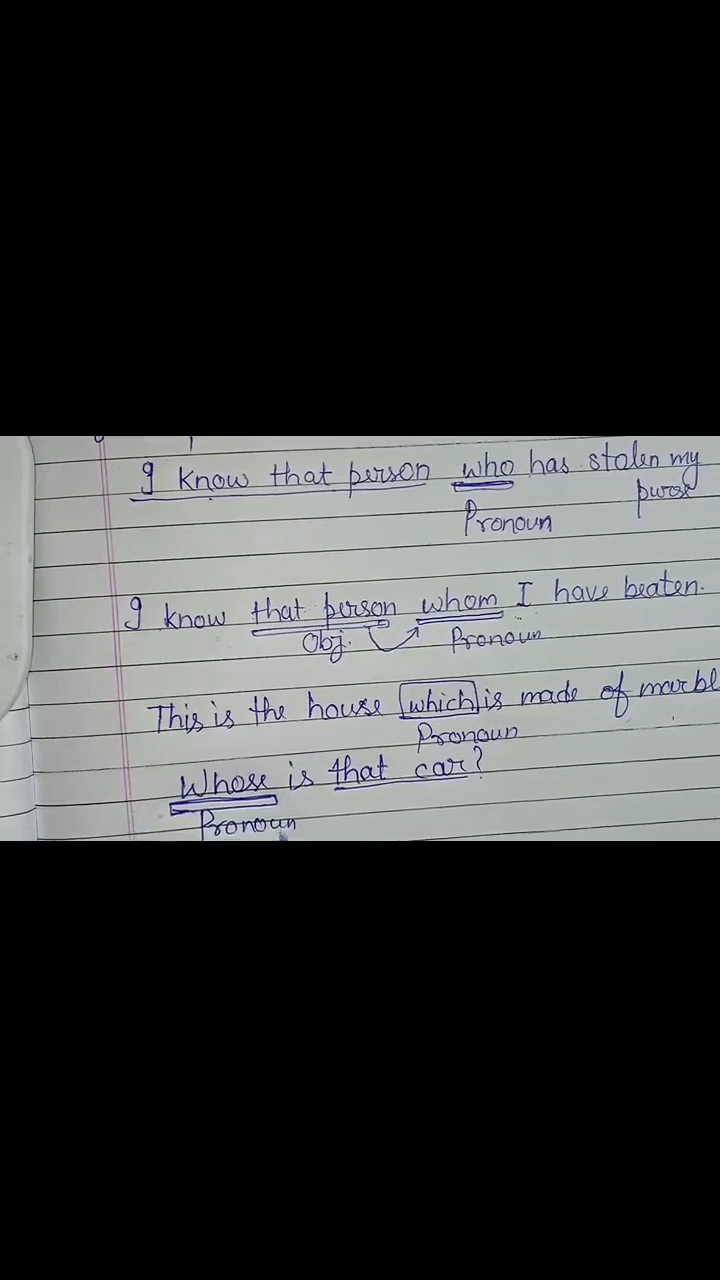 I know that person who has stolen my
purse
Pronoun
I know that person whom I have beaten.
Obj. Pronoun
This is the house which is made of marbl
Pronoun
Whose is that car?
Pronoun